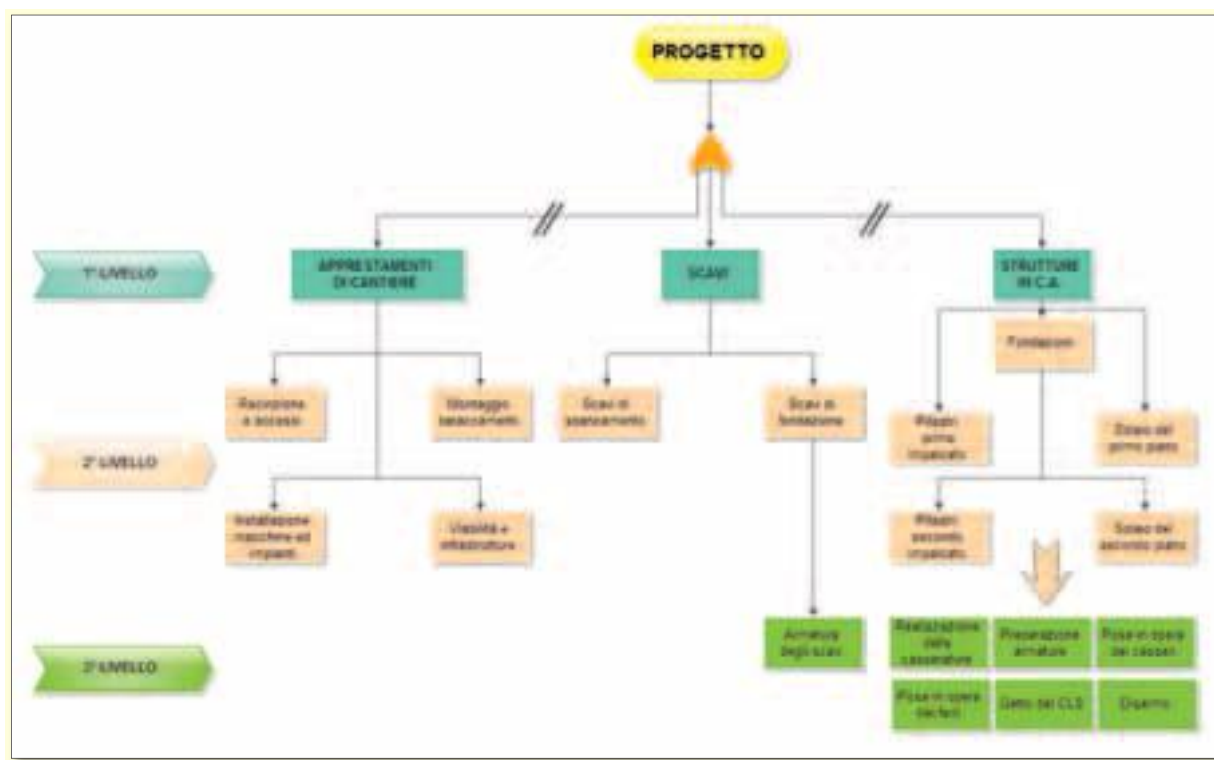 PROGETTO
1° LIVELLO
APPRESTAMENTI
DI CANTIERE
SCAVI
STRUTTURE
IN C.A.
Fondazioni
Recinzione
e accessi
Montaggio
baraccamento
Scavi di
sbancamento
Scavi di
fondazione
Pilastri
primo
impalcato
Solaio del
primo piano
2° LIVELLO
Installazione
macchine ed
impianti
Viabilità e
infrastrutture
Pilastri
secondo
impalcato
Solaio del
secondo piano
3° LIVELLO
Armatura
degli scavi
Realizzazione
delle
casseforme
Preparazione
armature
Posa in opera
dei casseri
Posa in opera
dei ferri
Getto del CLS
Disarmo